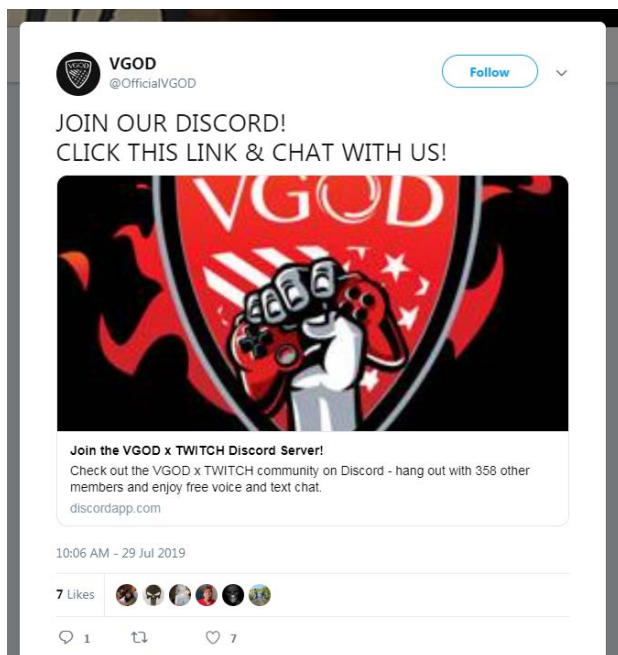 VGOD
VGOD
@OfficialVGOD
Follow
JOIN OUR DISCORD!
CLICK THIS LINK & CHAT WITH US!
VGOD
Join the VGOD x TWITCH Discord Server!
Check out the VGOD x TWITCH community on Discord - hang out with 358 other
members and enjoy free voice and text chat.
discordapp.com
10:06 AM - 29 Jul 2019
7 Likes
1
7